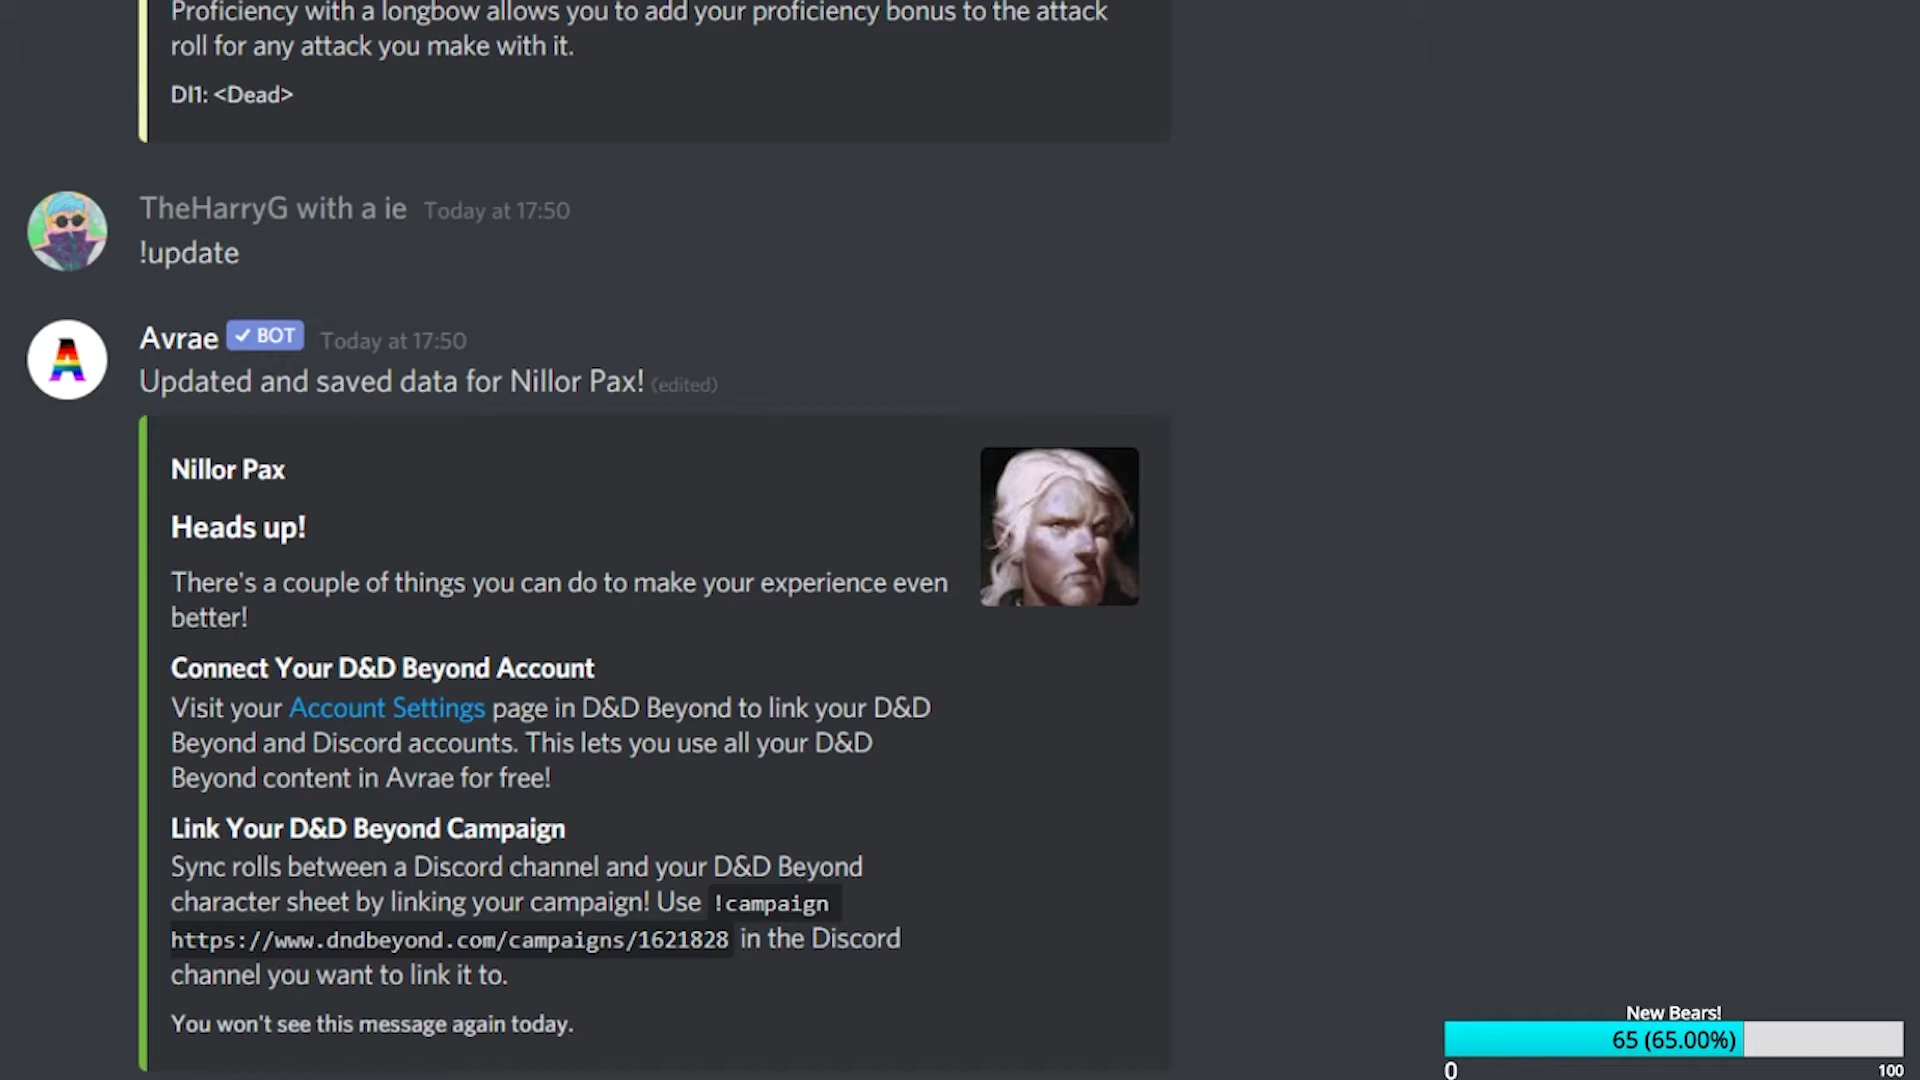 Proficiency with a longbow allows you to add your proficiency bonus to the attack
roll for any attack you make with it.
DI1: <Dead>
TheHarryG with a ie Today at 17:50
!update
A
Avrae ✓ BOT Today at 17:50
Updated and saved data for Nillor Pax! (edited)
Nillor Pax
Heads up!
There's a couple of things you can do to make your experience even
better!
Connect Your D&D Beyond Account
Visit your Account Settings page in D&D Beyond to link your D&D
Beyond and Discord accounts. This lets you use all your D&D
Beyond content in Avrae for free!
Link Your D&D Beyond Campaign
Sync rolls between a Discord channel and your D&D Beyond
character sheet by linking your campaign! Use !campaign
https://www.dndbeyond.com/campaigns/1621828 in the Discord
channel you want to link it to.
You won't see this message again today.
New Bears!
65 (65.00%)
0 100